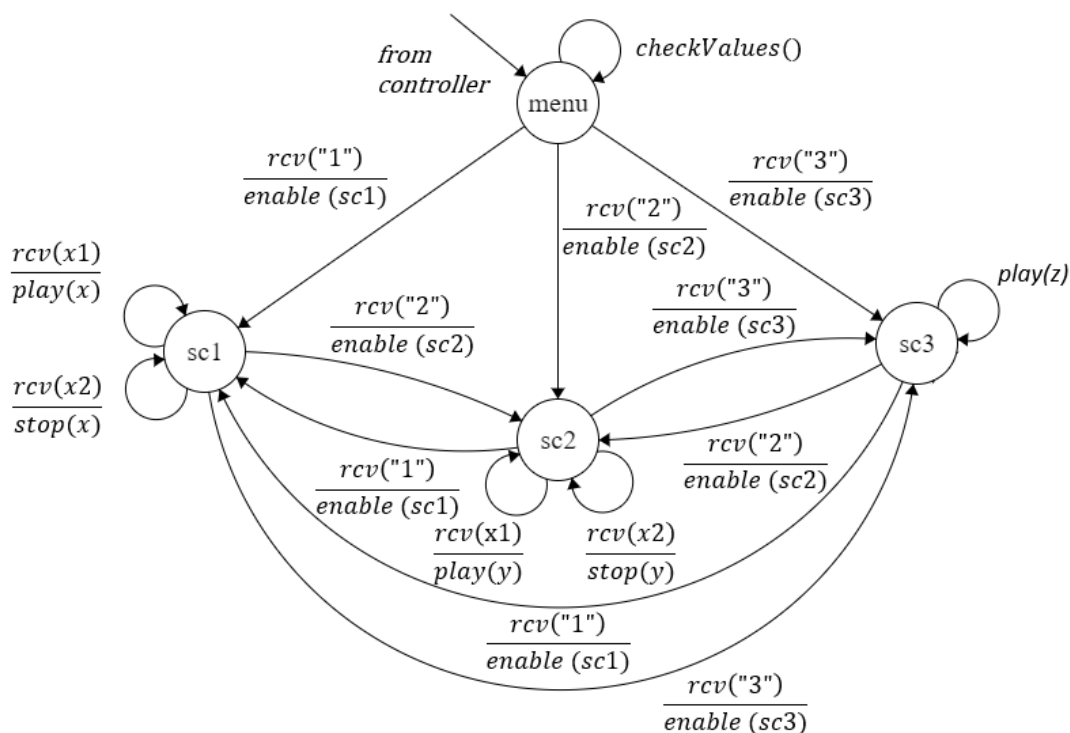 from
controller
checkValues()
menu
rcv("1")
enable (sc1)
rcv("2")
enable (sc2)
rcv("3")
enable (sc3)
rcv(x1)
play(x)
rcv("2")
enable (sc2)
rcv("3")
enable (sc3)
play(z)
sc1
sc3
rcv(x2)
stop(x)
sc2
rcv("1")
enable (sc1)
rcv("2")
enable (sc2)
rcv(x1)
play(y)
rcv(x2)
stop(y)
rcv("1")
enable (sc1)
rcv("3")
enable (sc3)